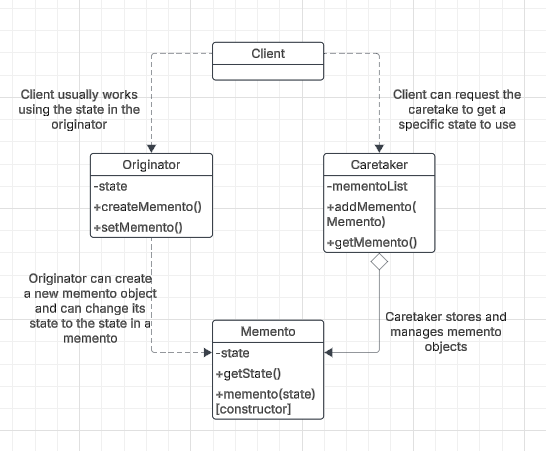 Client
Client usually works
using the state in the
originator
Client can request the
caretake to get a
specific state to use
Originator
-state
+createMemento()
+setMemento()
Caretaker
-mementoList
+addMemento(
Memento)
+getMemento()
Originator can create
a new memento object
and can change its
state to the state in a
memento
Caretaker stores and
manages memento
objects
Memento
-state
+getState()
+memento(state)
[constructor]